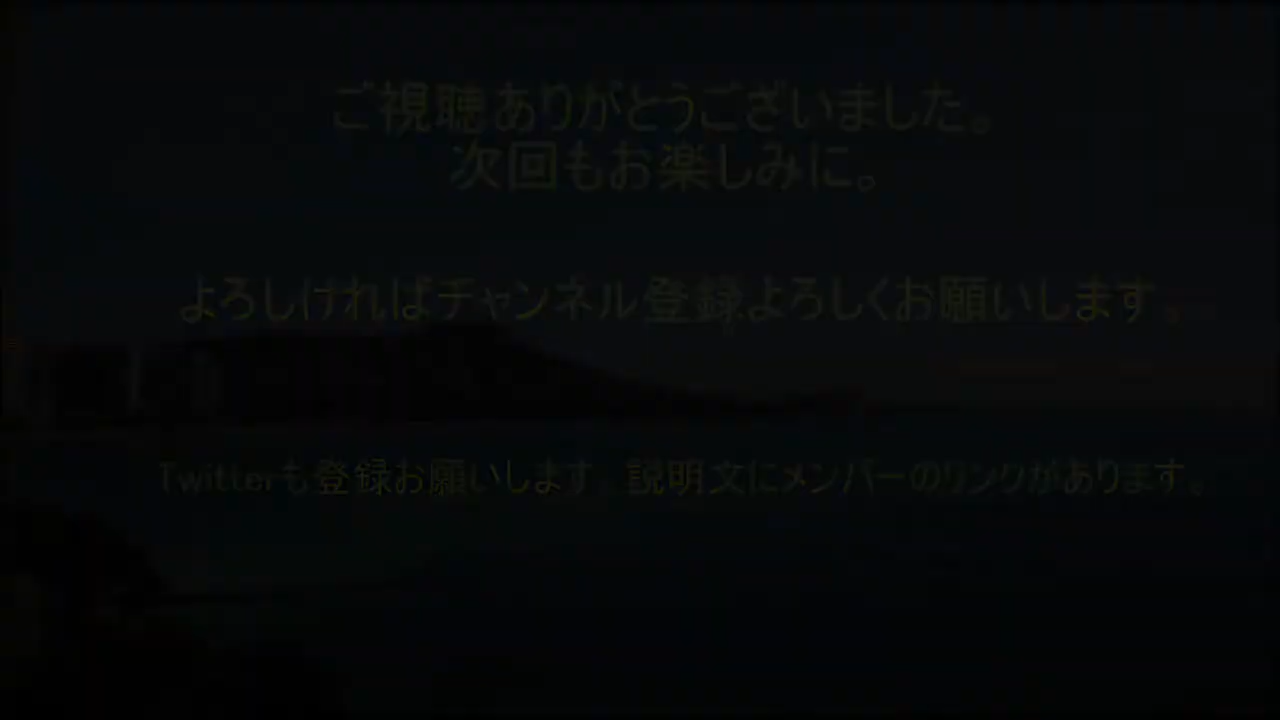 ご視聴ありがとうございました。
次回もお楽しみに。
よろしければチャンネル登録よろしくお願いします。
Twitterも登録お願いします。説明文にメンバーのリンクがあります。